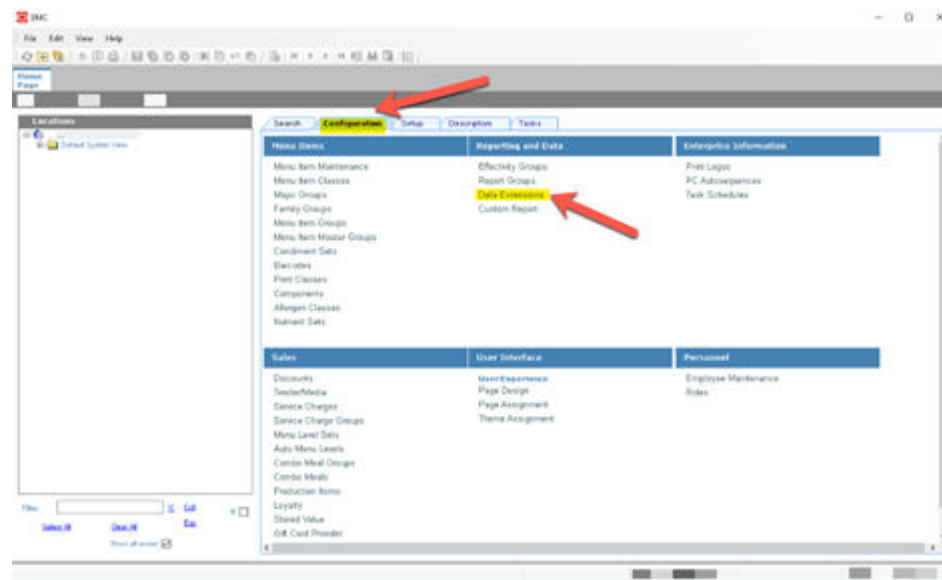 EMC
File Edit View Help
Home
Page
Locations
Default System View
Search Configuration Setup Description Tasks
Menu Items
Menu Item Maintenance
Menu Item Classes
Major Groups
Family Groups
Menu Item Groups
Menu Item Master Groups
Condiment Sets
Barcodes
Print Classes
Components
Allergen Classes
Nutrient Sets
Reporting and Data
Effectivity Groups
Report Groups
Data Extensions
Custom Report
Enterprise Information
Print Logos
PC Autosequences
Task Schedules
Sales
Discounts
Tender/Media
Service Charges
Service Charge Groups
Menu Level Sets
Auto Menu Levels
Combo Meal Groups
Combo Meals
Production Items
Loyalty
Stored Value
Gift Card Provider
User Interface
User Experience
Page Design
Page Assignment
Theme Assignment
Personnel
Employee Maintenance
Roles
Select All Clear All